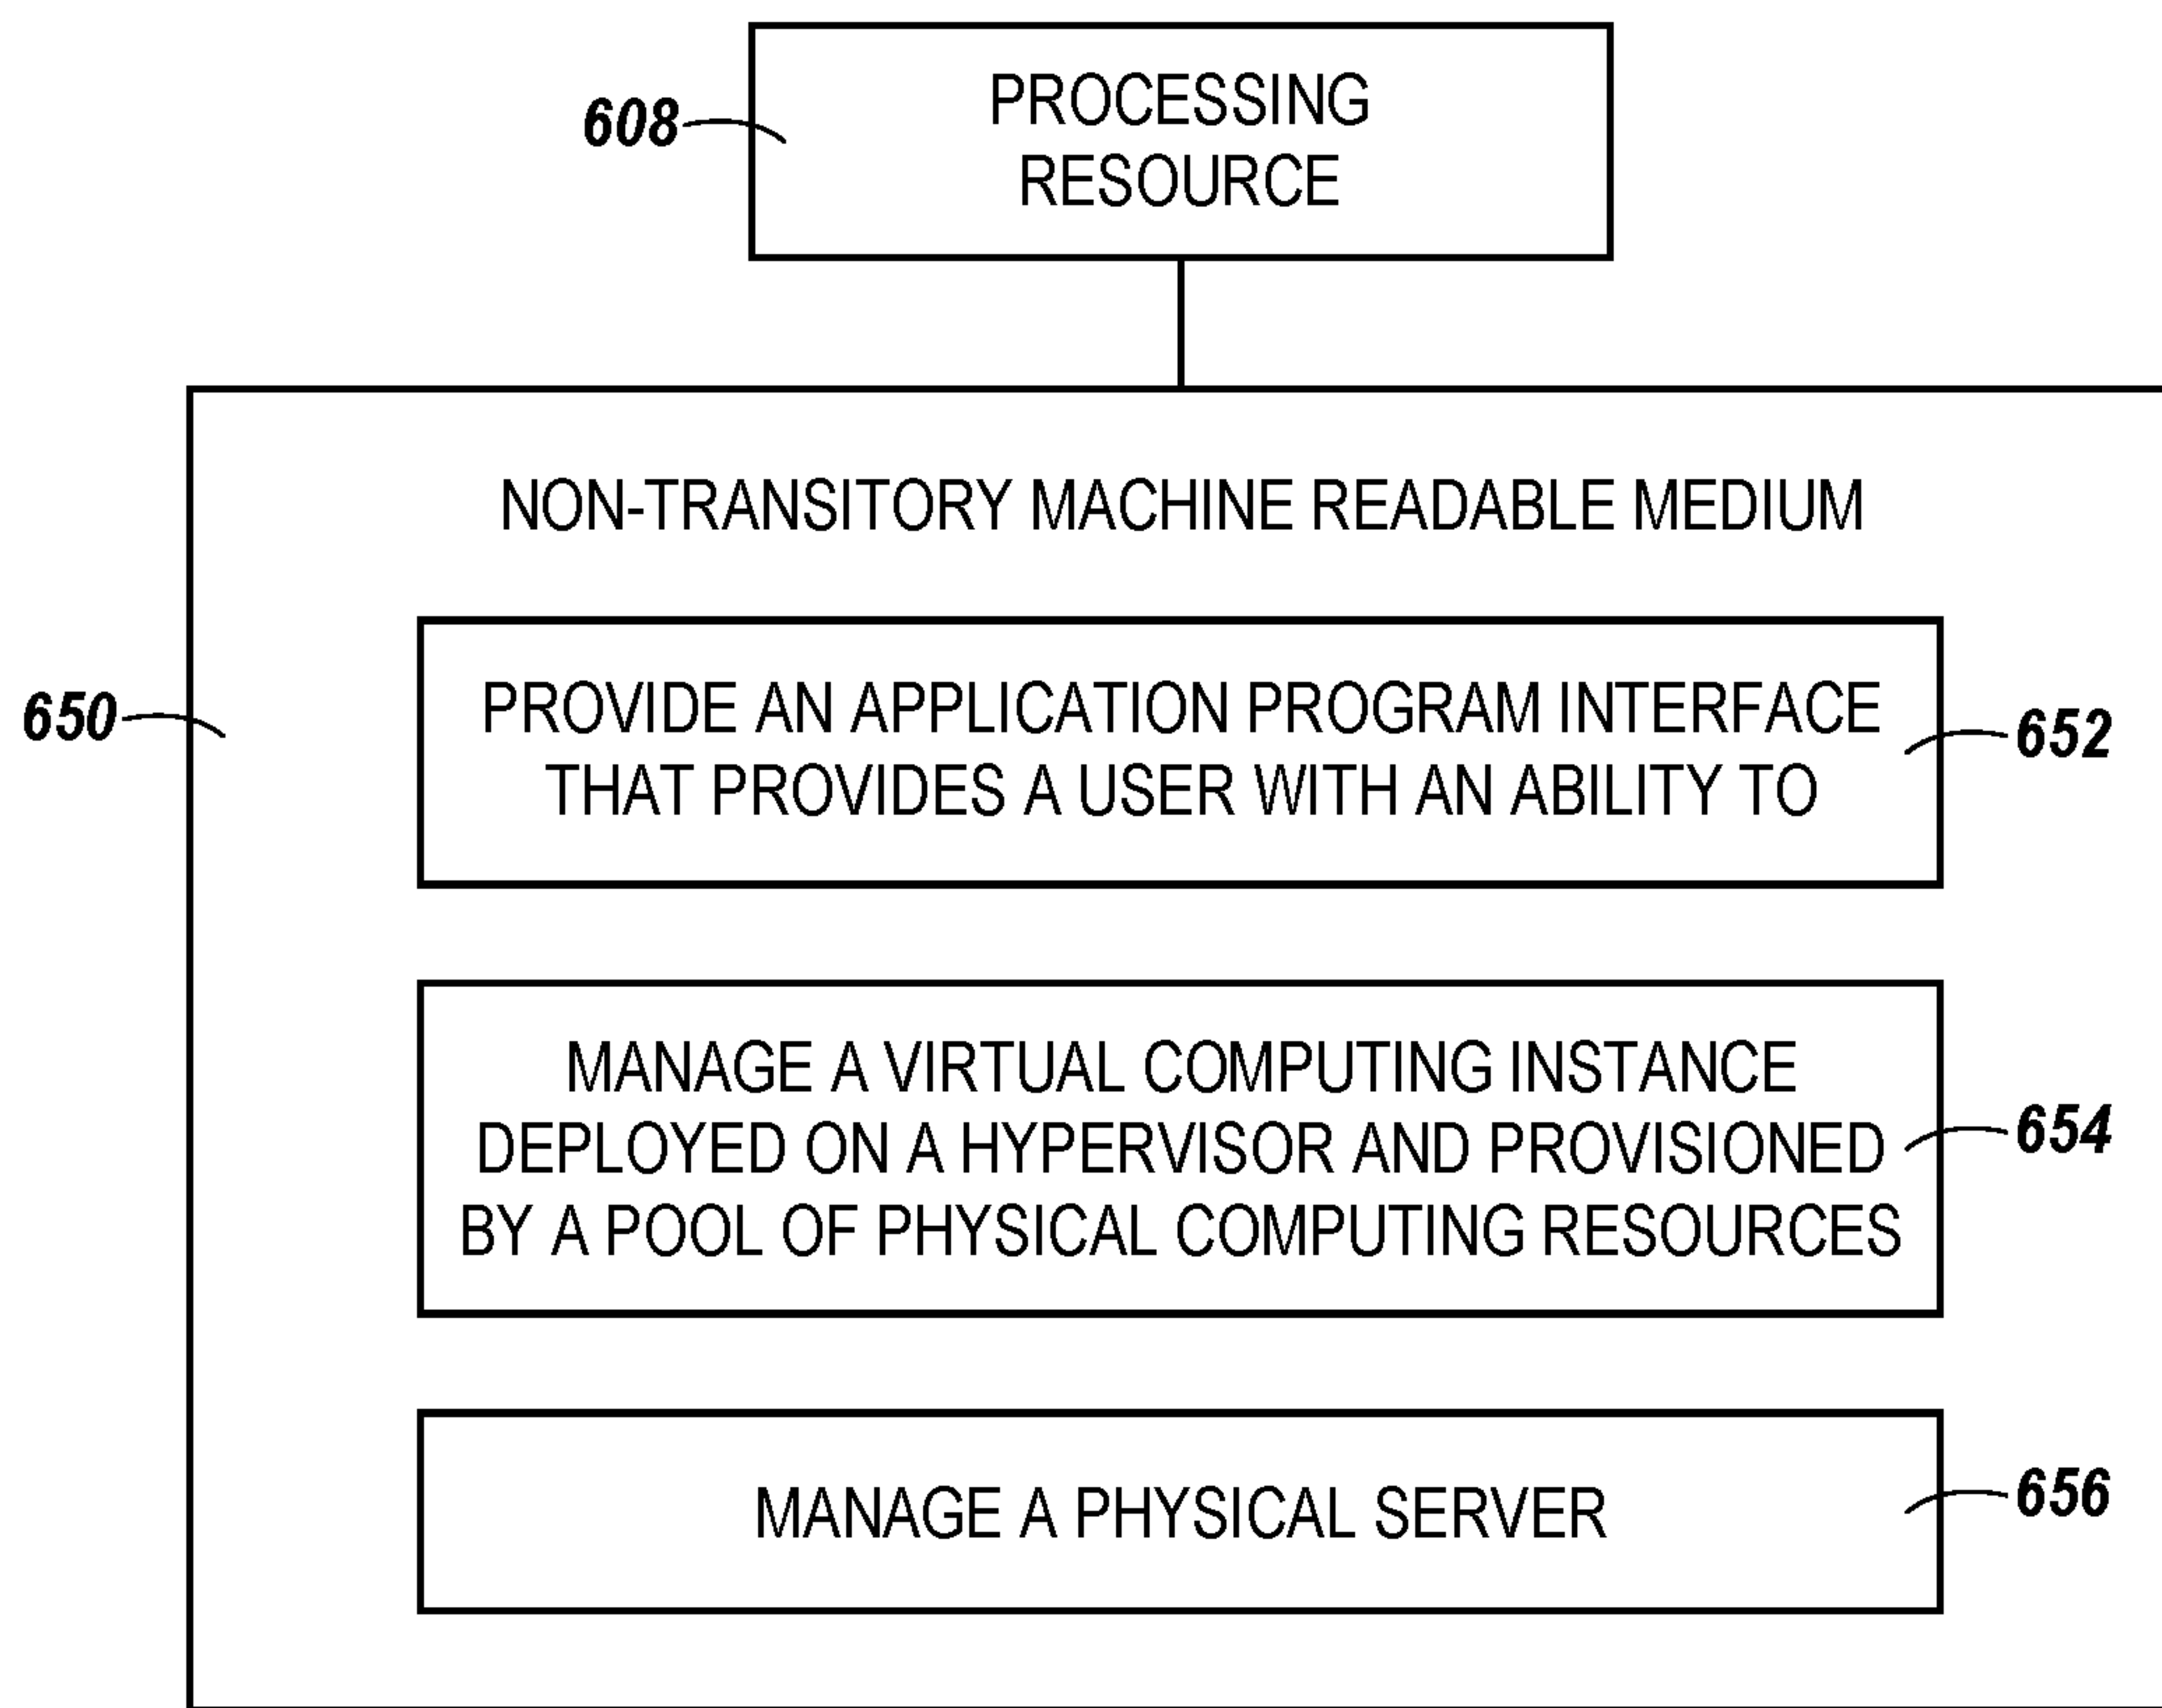 608
PROCESSING
RESOURCE
NON-TRANSITORY MACHINE READABLE MEDIUM
650
PROVIDE AN APPLICATION PROGRAM INTERFACE
THAT PROVIDES A USER WITH AN ABILITY TO
652
MANAGE A VIRTUAL COMPUTING INSTANCE
DEPLOYED ON A HYPERVISOR AND PROVISIONED
BY A POOL OF PHYSICAL COMPUTING RESOURCES
654
MANAGE A PHYSICAL SERVER
656